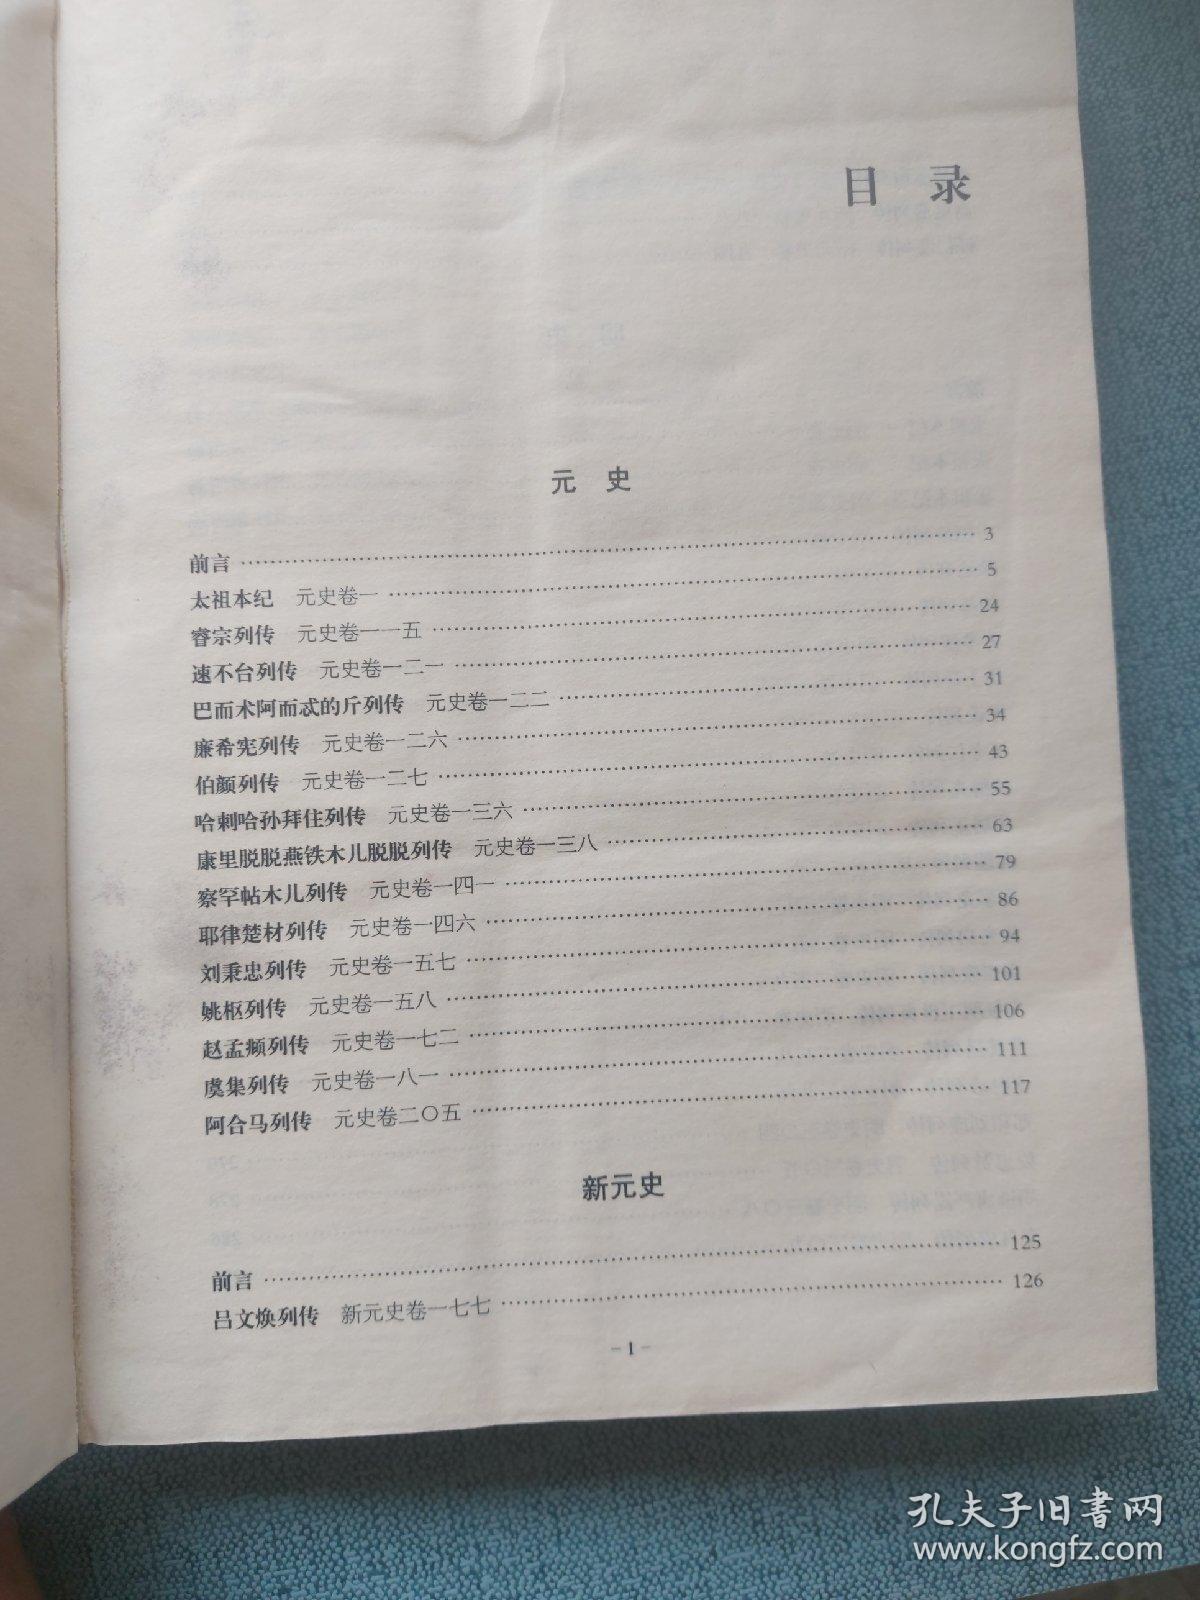 目 录
元 史
前言 3
太祖本纪 元史卷一 5
睿宗列传 元史卷一一五 24
速不台列传 元史卷一二一 27
巴而术阿而忒的斤列传 元史卷一二二 31
廉希宪列传 元史卷一二六 34
伯颜列传 元史卷一二七 43
哈剌哈孙拜住列传 元史卷一三六 55
康里脱脱燕铁木儿脱脱列传 元史卷一三八 63
察罕帖木儿列传 元史卷一四一 79
耶律楚材列传 元史卷一四六 86
刘秉忠列传 元史卷一五七 94
姚枢列传 元史卷一五八 101
赵孟𫖯列传 元史卷一七二 106
虞集列传 元史卷一八一 111
阿合马列传 元史卷二〇五 117
新元史
前言 125
吕文焕列传 新元史卷一七七 126
- 1 -
孔夫子旧書网
www.kongfz.com